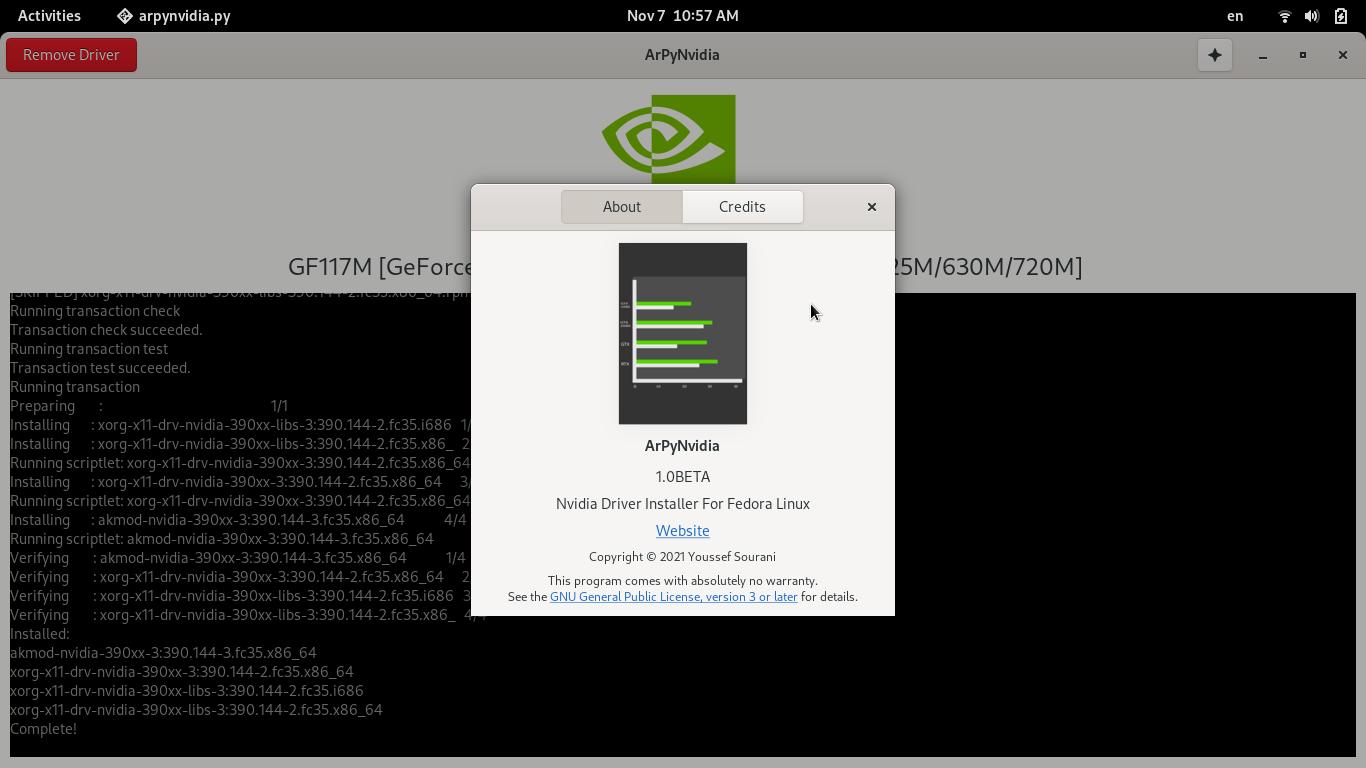 Activities arpynvidia.py Nov 7 10:57 AM en
Remove Driver ArPyNvidia
GF117M [GeForce 25M/630M/720M]
About Credits
ArPyNvidia
1.0BETA
Nvidia Driver Installer For Fedora Linux
Website
Copyright © 2021 Youssef Sourani
This program comes with absolutely no warranty.
See the GNU General Public License, version 3 or later for details.
[SKIPPED] xorg-x11-drv-nvidia-390xx-libs-390.144-2.fc35.x86_64.rpm
Running transaction check
Transaction check succeeded.
Running transaction test
Transaction test succeeded.
Running transaction
Preparing : 1/1
Installing : xorg-x11-drv-nvidia-390xx-libs-3:390.144-2.fc35.i686 1/
Installing : xorg-x11-drv-nvidia-390xx-libs-3:390.144-2.fc35.x86_ 2
Running scriptlet: xorg-x11-drv-nvidia-390xx-3:390.144-2.fc35.x86_64
Installing : xorg-x11-drv-nvidia-390xx-3:390.144-2.fc35.x86_64 3/
Running scriptlet: xorg-x11-drv-nvidia-390xx-3:390.144-2.fc35.x86_64
Installing : akmod-nvidia-390xx-3:390.144-3.fc35.x86_64 4/4
Running scriptlet: akmod-nvidia-390xx-3:390.144-3.fc35.x86_64
Verifying : akmod-nvidia-390xx-3:390.144-3.fc35.x86_64 1/4
Verifying : xorg-x11-drv-nvidia-390xx-3:390.144-2.fc35.x86_64 2
Verifying : xorg-x11-drv-nvidia-390xx-libs-3:390.144-2.fc35.i686 3
Verifying : xorg-x11-drv-nvidia-390xx-libs-3:390.144-2.fc35.x86_ 4/4
Installed:
akmod-nvidia-390xx-3:390.144-3.fc35.x86_64
xorg-x11-drv-nvidia-390xx-3:390.144-2.fc35.x86_64
xorg-x11-drv-nvidia-390xx-libs-3:390.144-2.fc35.i686
xorg-x11-drv-nvidia-390xx-libs-3:390.144-2.fc35.x86_64
Complete!